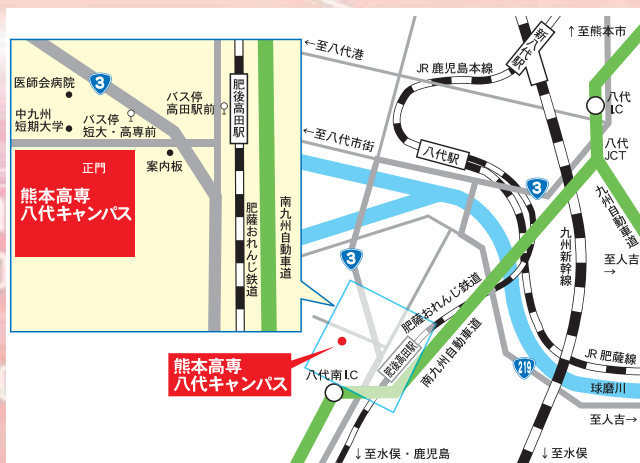 医師会病院
3
バス停
高田駅前
中九州
短期大学
バス停
短大・高専前
案内板
正門
熊本高専
八代キャンパス
肥後高田駅
肥薩おれんじ鉄道
南九州自動車道
←至八代港
新八代駅
↑至熊本市
JR鹿児島本線
八代
I.C
八代
JCT
←至八代市街
八代駅
3
九州自動車道
至人吉
→
九州新幹線
3
肥薩おれんじ鉄道
南九州自動車道
肥後高田駅
熊本高専
八代キャンパス
八代南I.C
219
JR肥薩線
球磨川
至人吉→
↓至水俣・鹿児島
↓至水俣